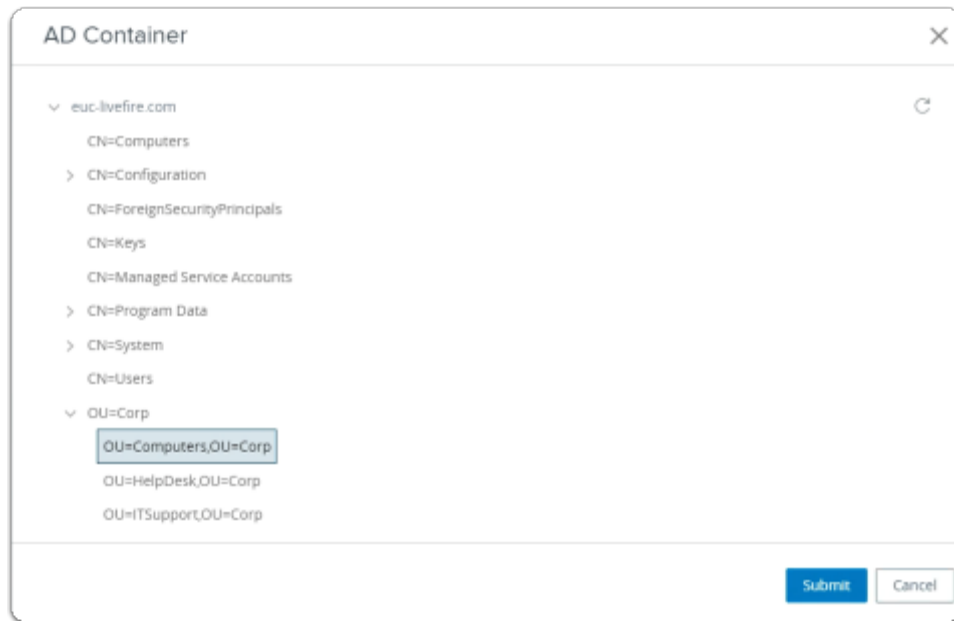 AD Container
euc-livefire.com
CN=Computers
CN=Configuration
CN=ForeignSecurityPrincipals
CN=Keys
CN=Managed Service Accounts
CN=Program Data
CN=System
CN=Users
OU=Corp
OU=Computers,OU=Corp
OU=HelpDesk,OU=Corp
OU=ITSupport,OU=Corp
Submit Cancel